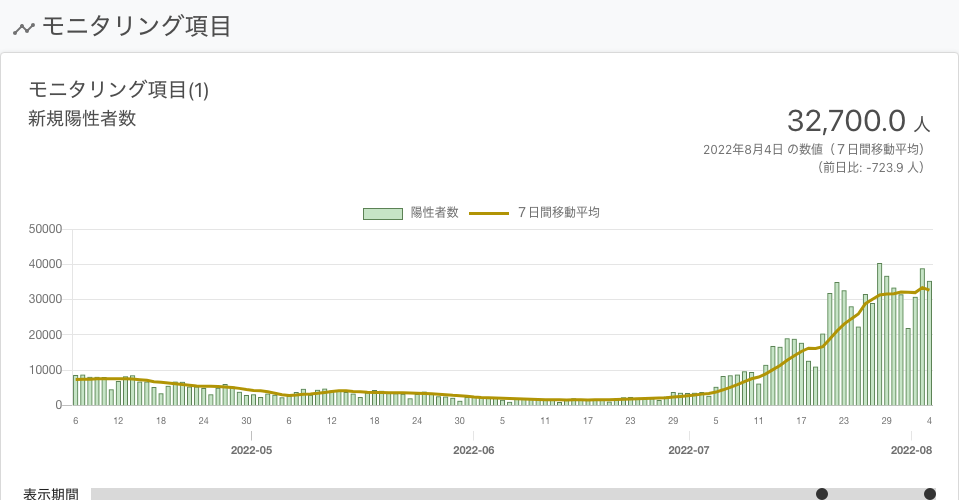 モニタリング項目
モニタリング項目(1)
新規陽性者数
32,700.0 人
2022年8月4日 の数値（７日間移動平均）
（前日比: -723.9 人）
陽性者数 ７日間移動平均
50000
40000
30000
20000
10000
0
6 12 18 24 30 6 12 18 24 30 5 11 17 23 29 5 11 17 23 29 4
2022-05 2022-06 2022-07 2022-08
表示期間